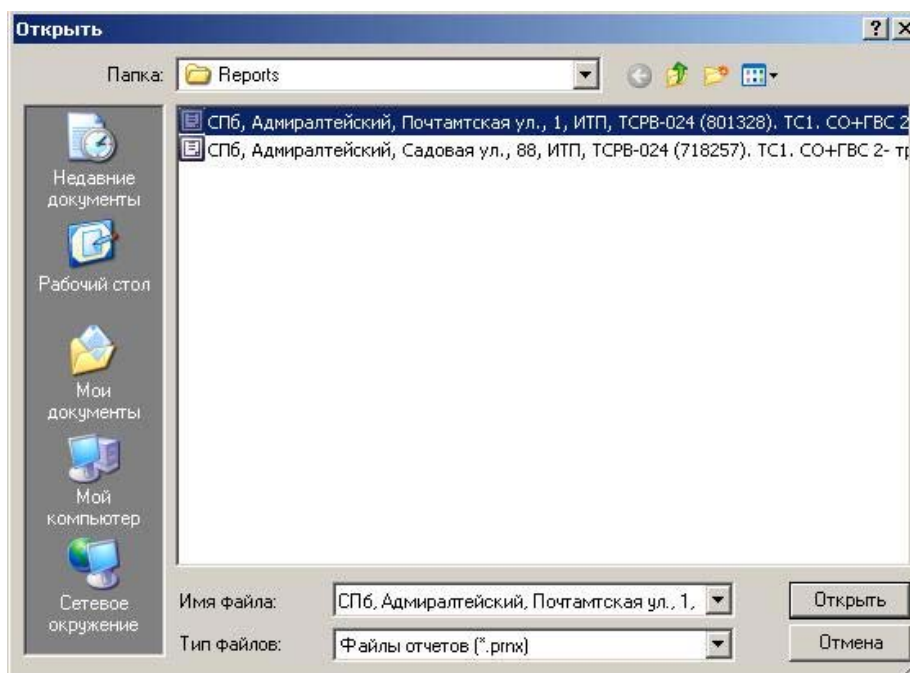 Открыть
Папка: Reports
СПб, Адмиралтейский, Почтамтская ул., 1, ИТП, ТСРВ-024 (801328). ТС1. СО+ГВС 2
СПб, Адмиралтейский, Садовая ул., 88, ИТП, ТСРВ-024 (718257). ТС1. СО+ГВС 2- тр
Недавние
документы
Рабочий стол
Мои
документы
Мой
компьютер
Сетевое
окружение
Имя файла: СПб, Адмиралтейский, Почтамтская ул., 1, Открыть
Тип файлов: Файлы отчетов (*.prnx) Отмена